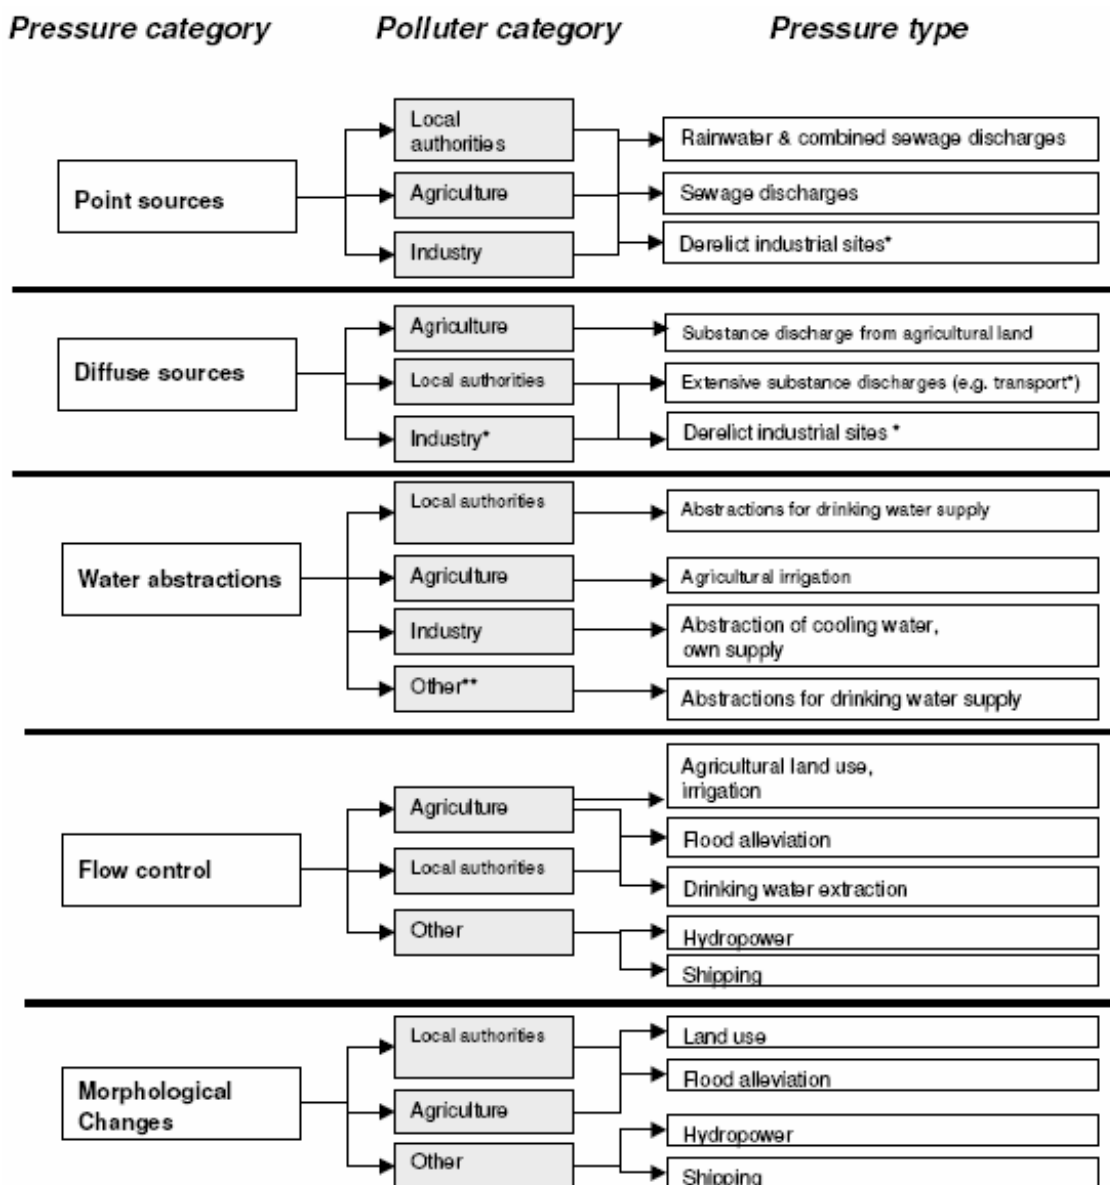 Pressure category
Polluter category
Pressure type
Point sources
Local
authorities
Agriculture
Industry
Rainwater & combined sewage discharges
Sewage discharges
Derelict industrial sites*
Diffuse sources
Agriculture
Local authorities
Industry*
Substance discharge from agricultural land
Extensive substance discharges (e.g. transport*)
Derelict industrial sites *
Water abstractions
Local authorities
Agriculture
Industry
Other**
Abstractions for drinking water supply
Agricultural irrigation
Abstraction of cooling water,
own supply
Abstractions for drinking water supply
Flow control
Agriculture
Local authorities
Other
Agricultural land use,
irrigation
Flood alleviation
Drinking water extraction
Hydropower
Shipping
Morphological
Changes
Local authorities
Agriculture
Other
Land use
Flood alleviation
Hydropower
Shipping